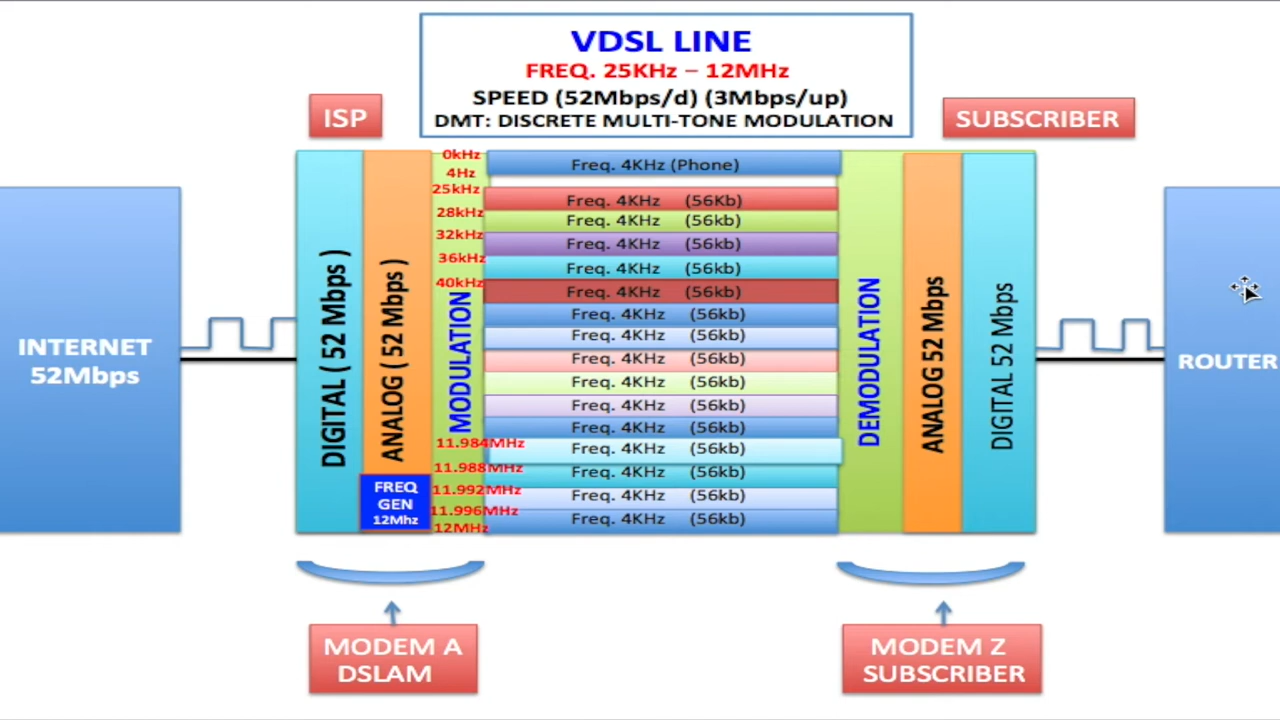 VDSL LINE
FREQ. 25KHz – 12MHz
SPEED (52Mbps/d) (3Mbps/up)
DMT: DISCRETE MULTI-TONE MODULATION
ISP
SUBSCRIBER
INTERNET
52Mbps
DIGITAL ( 52 Mbps )
ANALOG ( 52 Mbps )
FREQ
GEN
12Mhz
MODULATION
0kHz
4Hz
25kHz
28kHz
32kHz
36kHz
40kHz
11.984MHz
11.988MHz
11.992MHz
11.996MHz
12MHz
Freq. 4KHz (Phone)
Freq. 4KHz (56Kb)
Freq. 4KHz (56kb)
Freq. 4KHz (56kb)
Freq. 4KHz (56kb)
Freq. 4KHz (56kb)
Freq. 4KHz (56kb)
Freq. 4KHz (56kb)
Freq. 4KHz (56kb)
Freq. 4KHz (56kb)
Freq. 4KHz (56kb)
Freq. 4KHz (56kb)
Freq. 4KHz (56kb)
Freq. 4KHz (56kb)
Freq. 4KHz (56kb)
Freq. 4KHz (56kb)
DEMODULATION
ANALOG 52 Mbps
DIGITAL 52 Mbps
ROUTER
MODEM A
DSLAM
MODEM Z
SUBSCRIBER